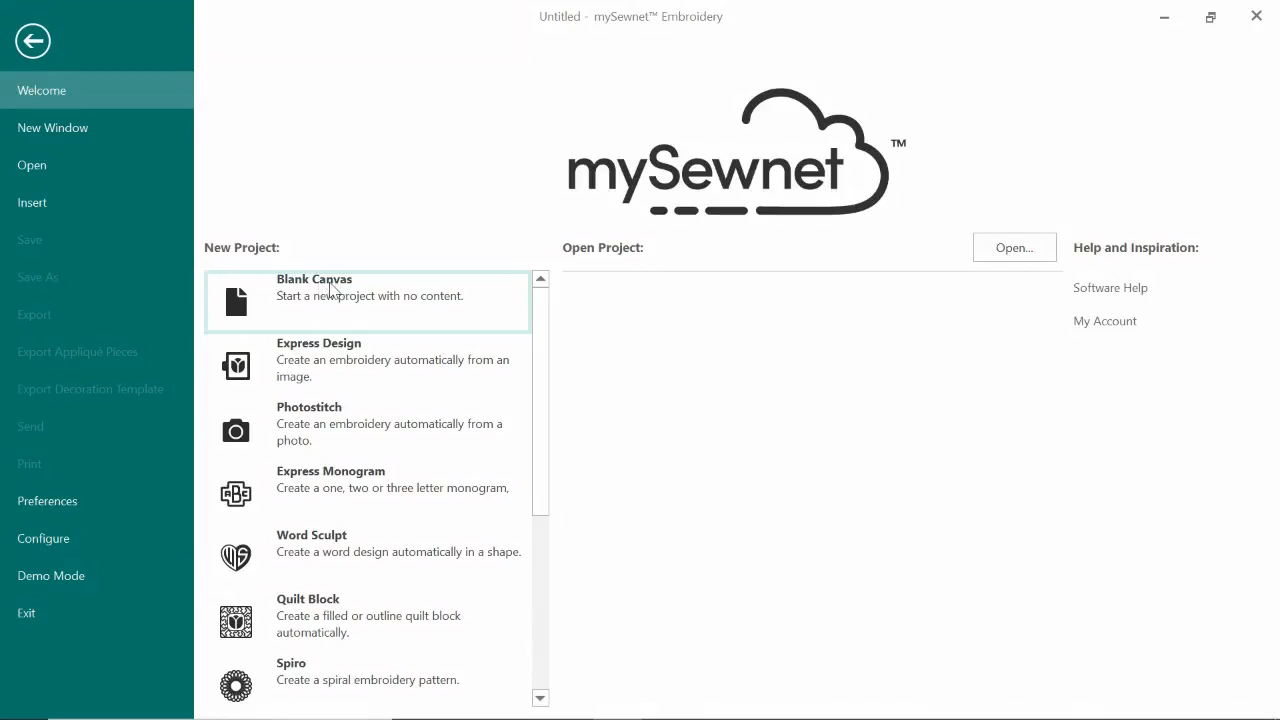 Untitled - mySewnet™ Embroidery
Welcome
New Window
Open
Insert
Save
Save As
Export
Export Appliqué Pieces
Export Decoration Template
Send
Print
Preferences
Configure
Demo Mode
Exit
mySewnet™
New Project:
Blank Canvas
Start a new project with no content.
Express Design
Create an embroidery automatically from an
image.
Photostitch
Create an embroidery automatically from a
photo.
ABC
Express Monogram
Create a one, two or three letter monogram,
Word Sculpt
Create a word design automatically in a shape.
Quilt Block
Create a filled or outline quilt block
automatically.
Spiro
Create a spiral embroidery pattern.
Open Project:
Open...
Help and Inspiration:
Software Help
My Account